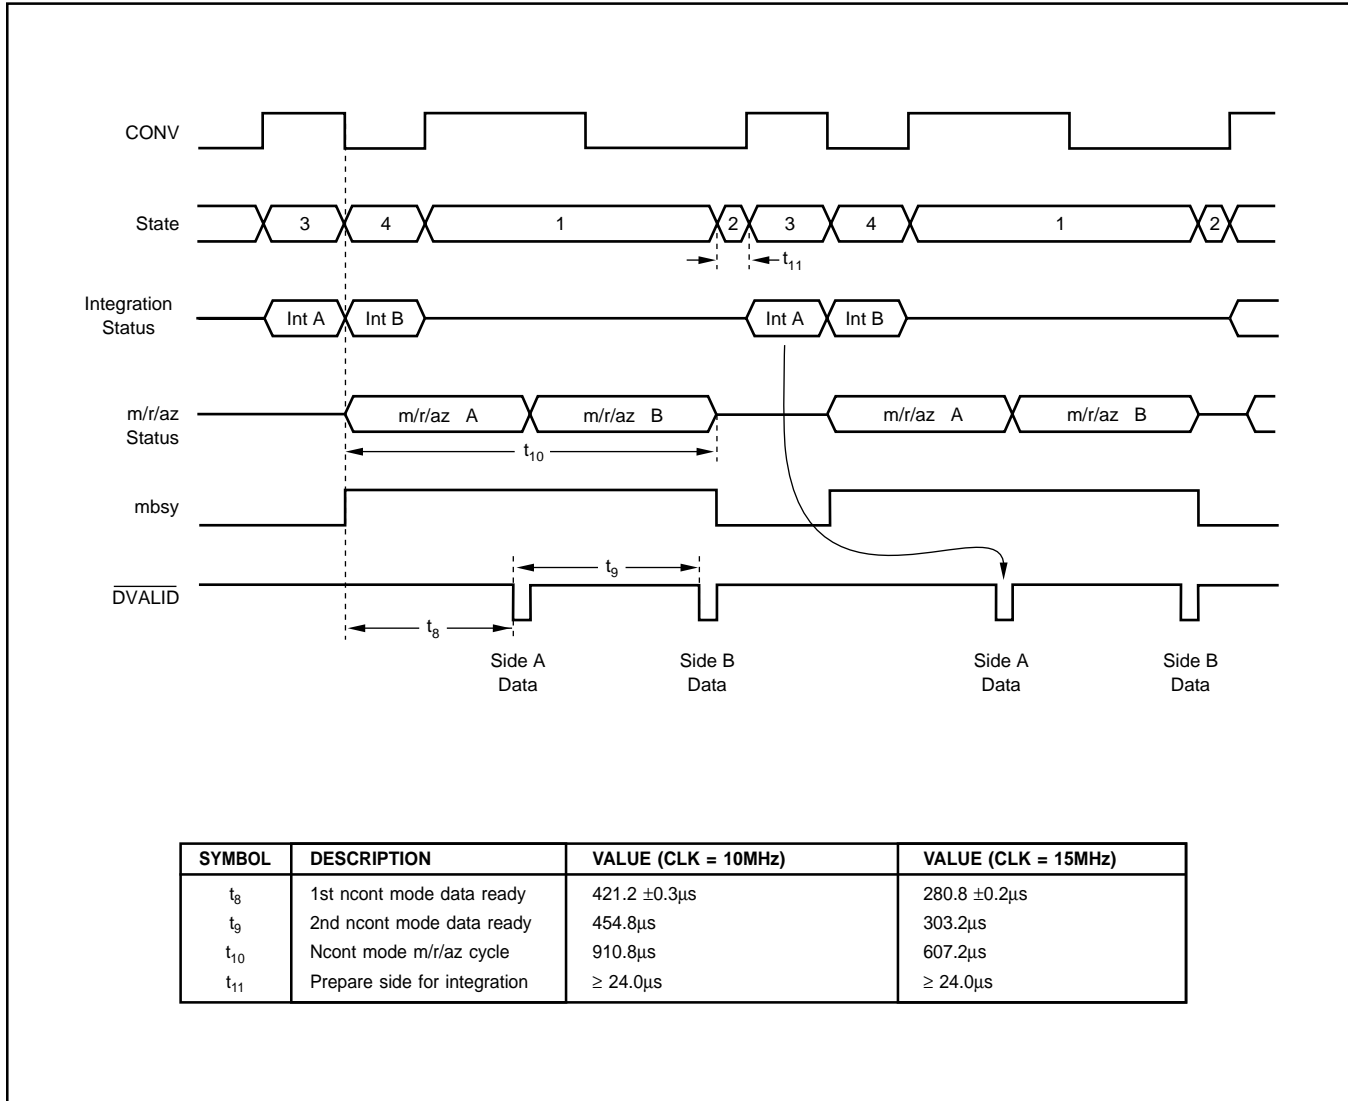 CONV
State
3 4 1 2 3 4 1 2
t11
Integration
Status
Int A Int B Int A Int B
m/r/az
Status
m/r/az A m/r/az B m/r/az A m/r/az B
t10
mbsy
t9
DVALID
t8
Side A
Data
Side B
Data
Side A
Data
Side B
Data
SYMBOL DESCRIPTION VALUE (CLK = 10MHz) VALUE (CLK = 15MHz)
t8 1st ncont mode data ready 421.2 ±0.3µs 280.8 ±0.2µs
t9 2nd ncont mode data ready 454.8µs 303.2µs
t10 Ncont mode m/r/az cycle 910.8µs 607.2µs
t11 Prepare side for integration ≥ 24.0µs ≥ 24.0µs